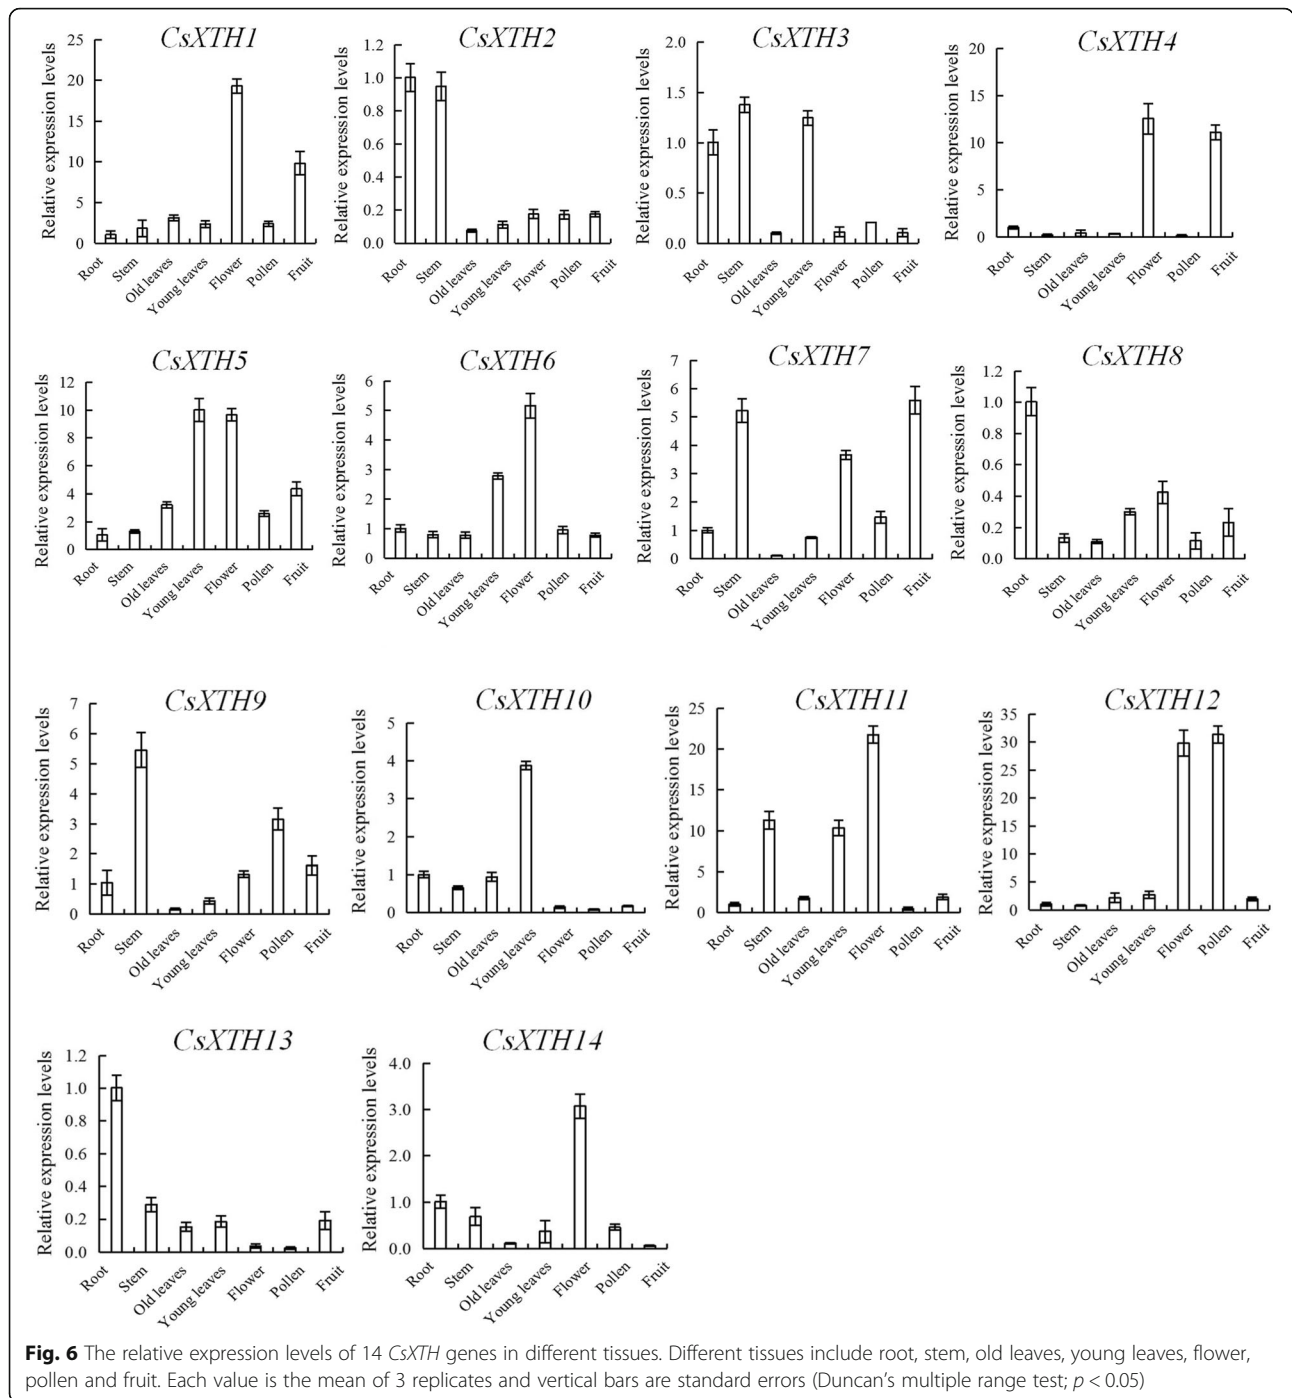 CsXTH1
Relative expression levels
25
20
15
10
5
0
Root
Stem
Old leaves
Young leaves
Flower
Pollen
Fruit
CsXTH2
Relative expression levels
1.2
1.0
0.8
0.6
0.4
0.2
0.0
Root
Stem
Old leaves
Young leaves
Flower
Pollen
Fruit
CsXTH3
Relative expression levels
2.0
1.5
1.0
0.5
0.0
Root
Stem
Old leaves
Young leaves
Flower
Pollen
Fruit
CsXTH4
Relative expression levels
20
15
10
5
0
Root
Stem
Old leaves
Young leaves
Flower
Pollen
Fruit
CsXTH5
Relative expression levels
12
10
8
6
4
2
0
Root
Stem
Old leaves
Young leaves
Flower
Pollen
Fruit
CsXTH6
Relative expression levels
6
5
4
3
2
1
0
Root
Stem
Old leaves
Young leaves
Flower
Pollen
Fruit
CsXTH7
Relative expression levels
7
6
5
4
3
2
1
0
Root
Stem
Old leaves
Young leaves
Flower
Pollen
Fruit
CsXTH8
Relative expression levels
1.2
1.0
0.8
0.6
0.4
0.2
0.0
Root
Stem
Old leaves
Young leaves
Flower
Pollen
Fruit
CsXTH9
Relative expression levels
7
6
5
4
3
2
1
0
Root
Stem
Old leaves
Young leaves
Flower
Pollen
Fruit
CsXTH10
Relative expression levels
5
4
3
2
1
0
Root
Stem
Old leaves
Young leaves
Flower
Pollen
Fruit
CsXTH11
Relative expression levels
25
20
15
10
5
0
Root
Stem
Old leaves
Young leaves
Flower
Pollen
Fruit
CsXTH12
Relative expression levels
35
30
25
20
15
10
5
0
Root
Stem
Old leaves
Young leaves
Flower
Pollen
Fruit
CsXTH13
Relative expression levels
1.2
1.0
0.8
0.6
0.4
0.2
0.0
Root
Stem
Old leaves
Young leaves
Flower
Pollen
Fruit
CsXTH14
Relative expression levels
4.0
3.0
2.0
1.0
0.0
Root
Stem
Old leaves
Young leaves
Flower
Pollen
Fruit
Fig. 6 The relative expression levels of 14 CsXTH genes in different tissues. Different tissues include root, stem, old leaves, young leaves, flower,
pollen and fruit. Each value is the mean of 3 replicates and vertical bars are standard errors (Duncan's multiple range test; p < 0.05)